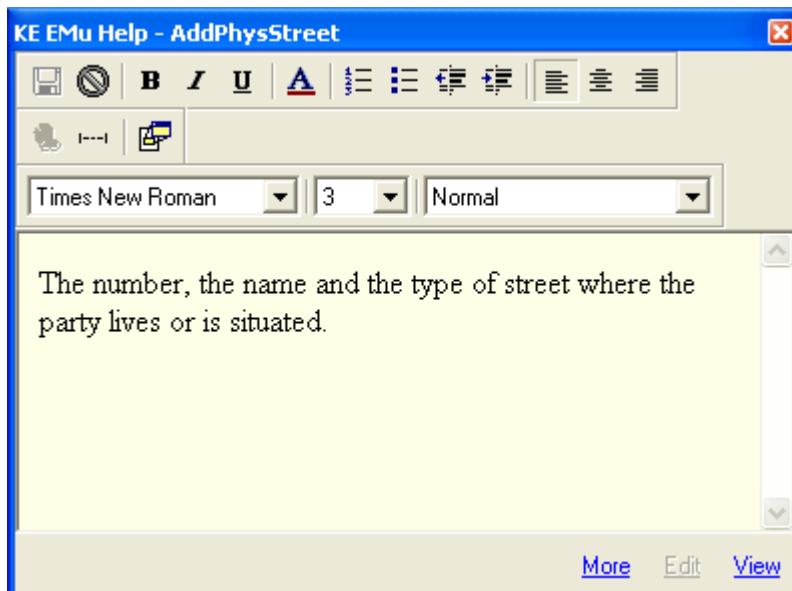 KE EMu Help - AddPhysStreet
B I U A
Times New Roman 3 Normal
The number, the name and the type of street where the
party lives or is situated.
More Edit View